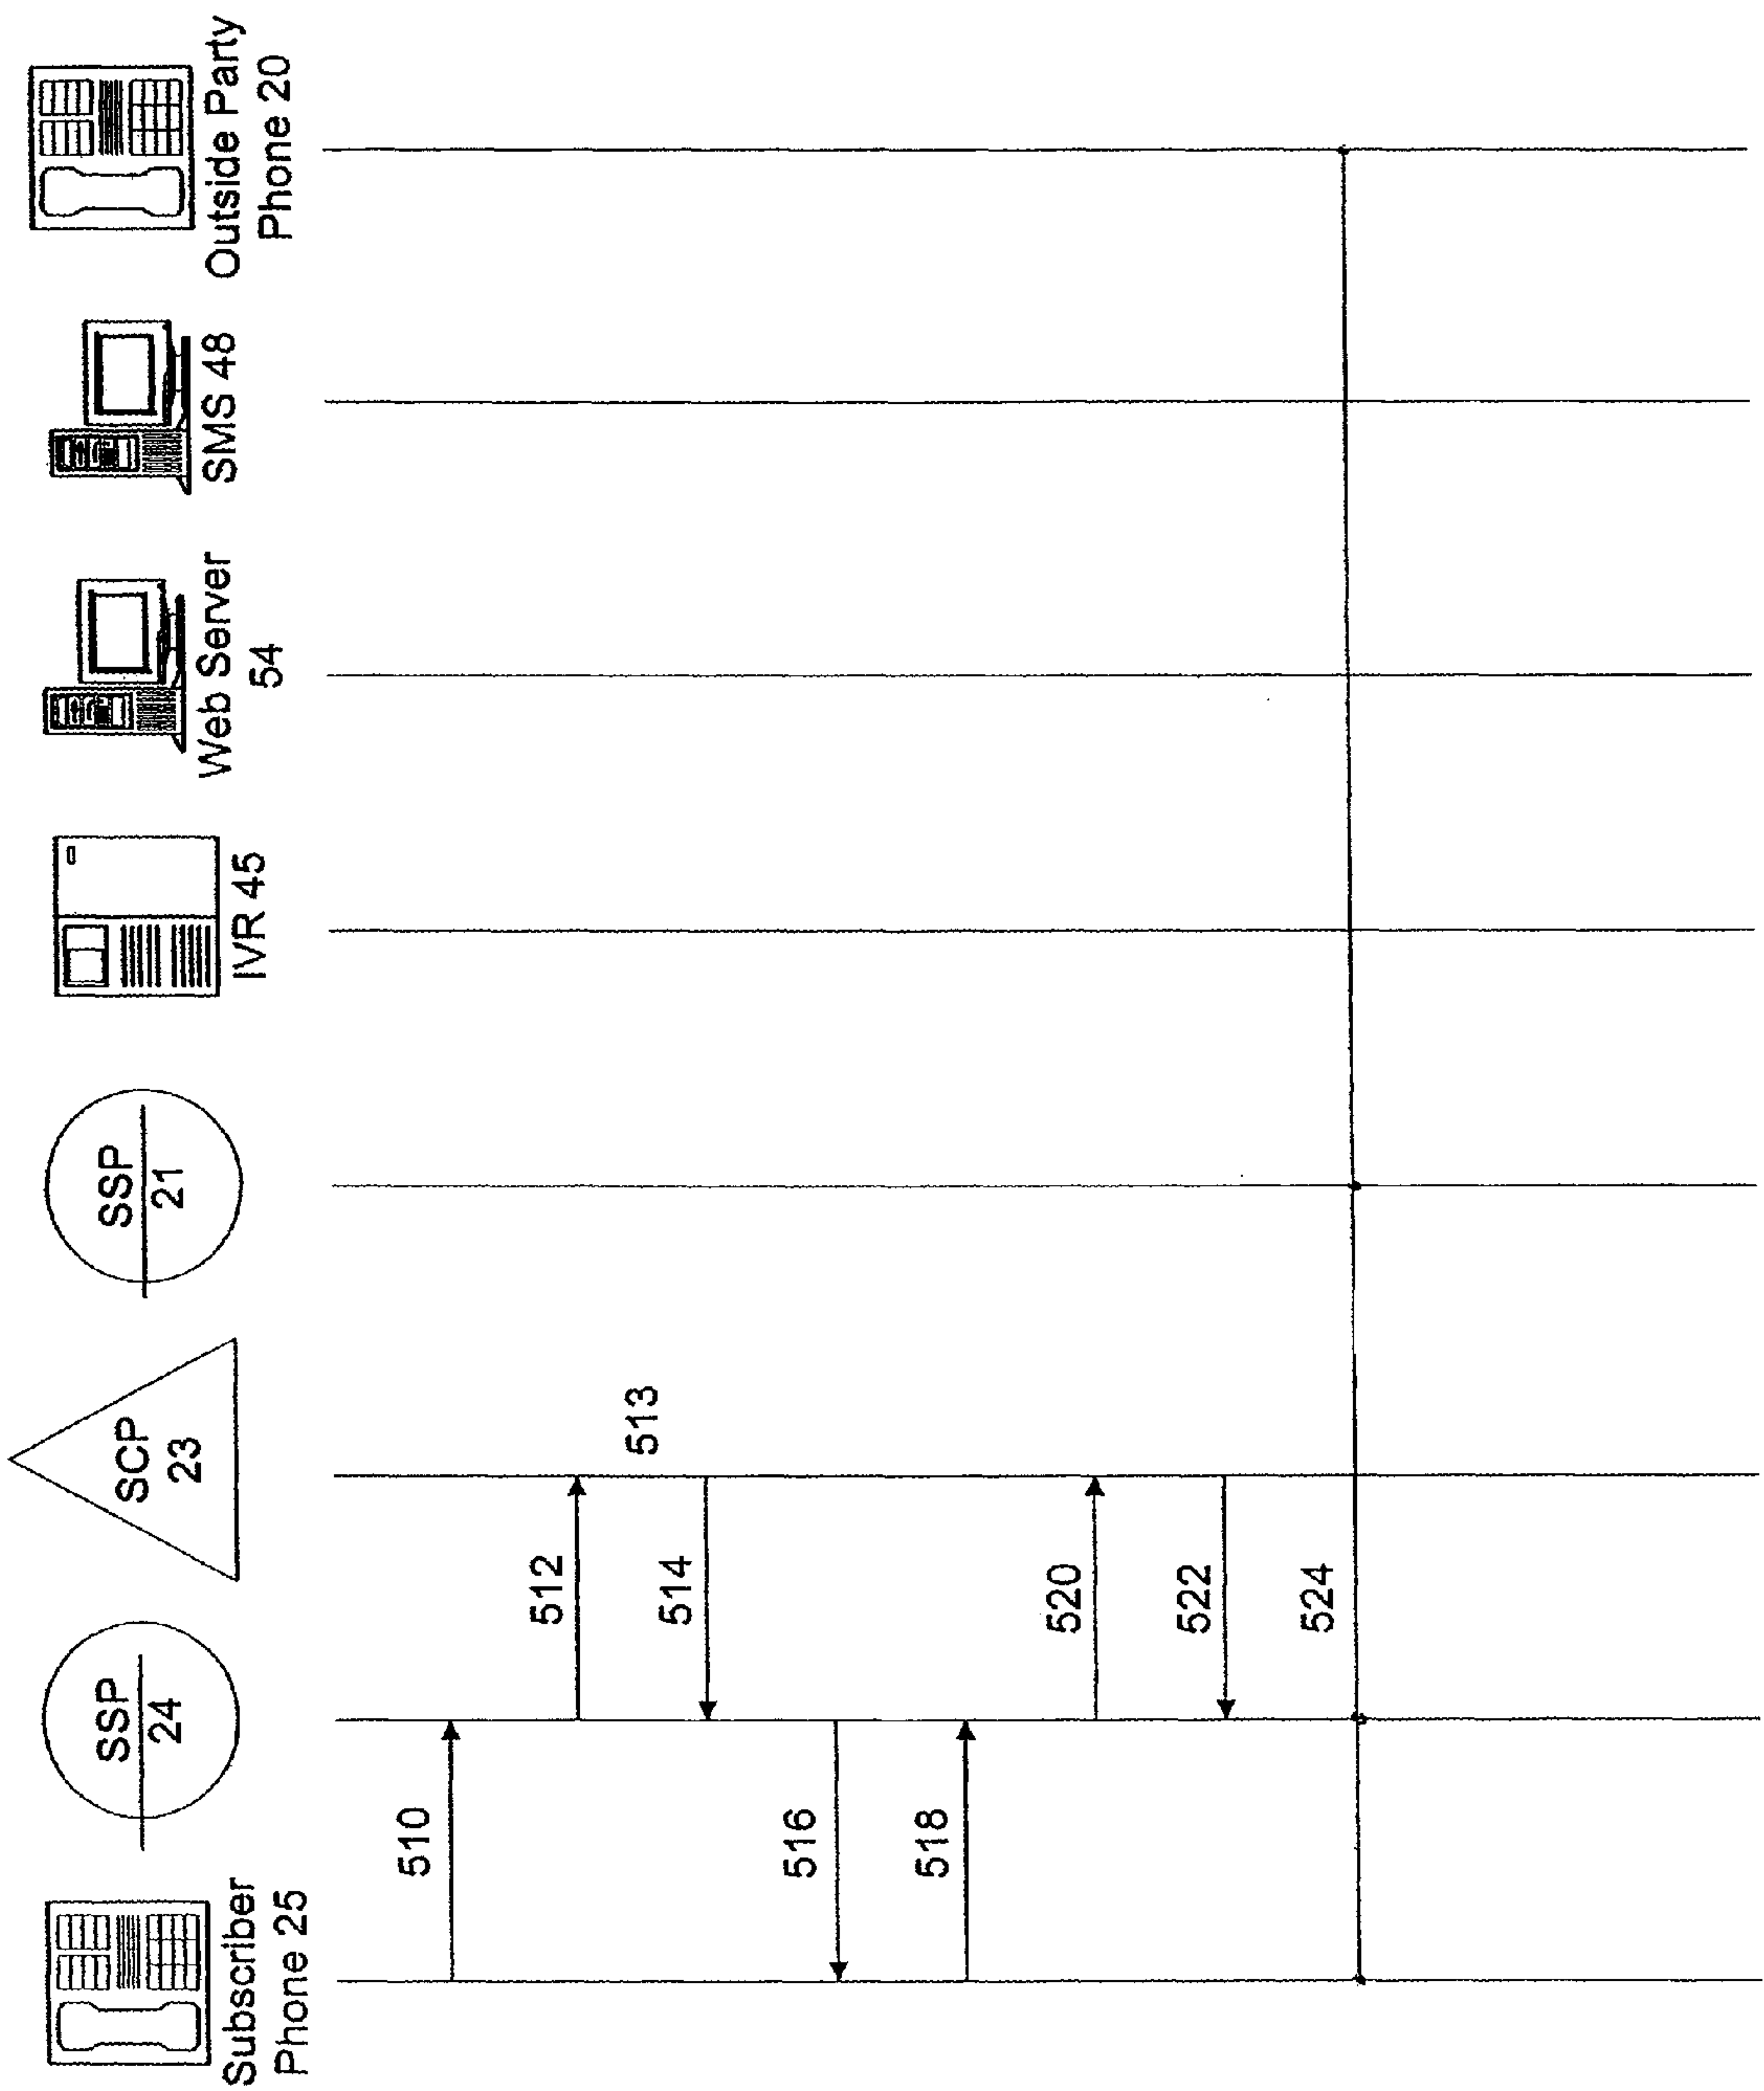 Subscriber
Phone 25
SSP
24
SCP
23
SSP
21
IVR 45
Web Server
54
SMS 48
Outside Party
Phone 20
510
512
513
514
516
518
520
522
524